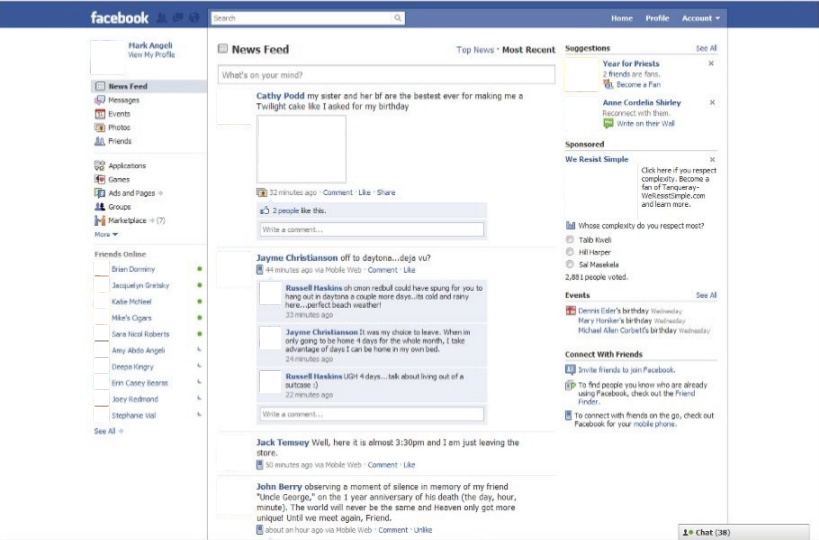 facebook
Search
Home Profile Account
Mark Angeli
View My Profile
News Feed
Messages
Events
Photos
Friends
Applications
Games
Ads and Pages
Groups
Marketplace (7)
More
Friends Online
Brian Dorminy
Jacquelyn Gretsky
Katie McNeel
Mike's Cigars
Sara Nicol Roberts
Amy Abdo Angeli
Deepa Kingry
Erin Casey Bearss
Joey Redmond
Stephanie Vial
See All
News Feed
Top News · Most Recent
What's on your mind?
Cathy Podd my sister and her bf are the bestest ever for making me a
Twilight cake like I asked for my birthday
32 minutes ago · Comment · Like · Share
2 people like this.
Write a comment...
Jayme Christianson off to daytona...deja vu?
44 minutes ago via Mobile Web · Comment · Like
Russell Haskins oh cmon redbull could have sprung for you to
hang out in daytona a couple more days...its cold and rainy
here...perfect beach weather!
33 minutes ago
Jayme Christianson It was my choice to leave. When im
only going to be home 4 days for the whole month, I take
advantage of days I can be home in my own bed.
24 minutes ago
Russell Haskins UGH 4 days...talk about living out of a
suitcase :)
22 minutes ago
Write a comment...
Jack Temsey Well, here it is almost 3:30pm and I am just leaving the
store.
50 minutes ago via Mobile Web · Comment · Like
John Berry observing a moment of silence in memory of my friend
"Uncle George," on the 1 year anniversary of his death (the day, hour,
minute). The world will never be the same and Heaven only got more
unique! Until we meet again, Friend.
about an hour ago via Mobile Web · Comment · Unlike
Suggestions See All
Year for Priests
2 friends are fans.
Become a Fan
Anne Cordelia Shirley
Reconnect with them.
Write on their Wall
Sponsored
We Resist Simple
Click here if you respect
complexity. Become a
fan of Tanqueray-
WeResistSimple.com
and learn more.
Whose complexity do you respect most?
Talib Kweli
Hill Harper
Sal Masekela
2,881 people voted.
Events See All
Dennis Esler's birthday Wednesday
Mary Honiker's birthday Wednesday
Michael Allen Corbett's birthday Wednesday
Connect With Friends
Invite friends to join Facebook.
To find people you know who are already
using Facebook, check out the Friend
Finder.
To connect with friends on the go, check out
Facebook for your mobile phone.
Chat (38)